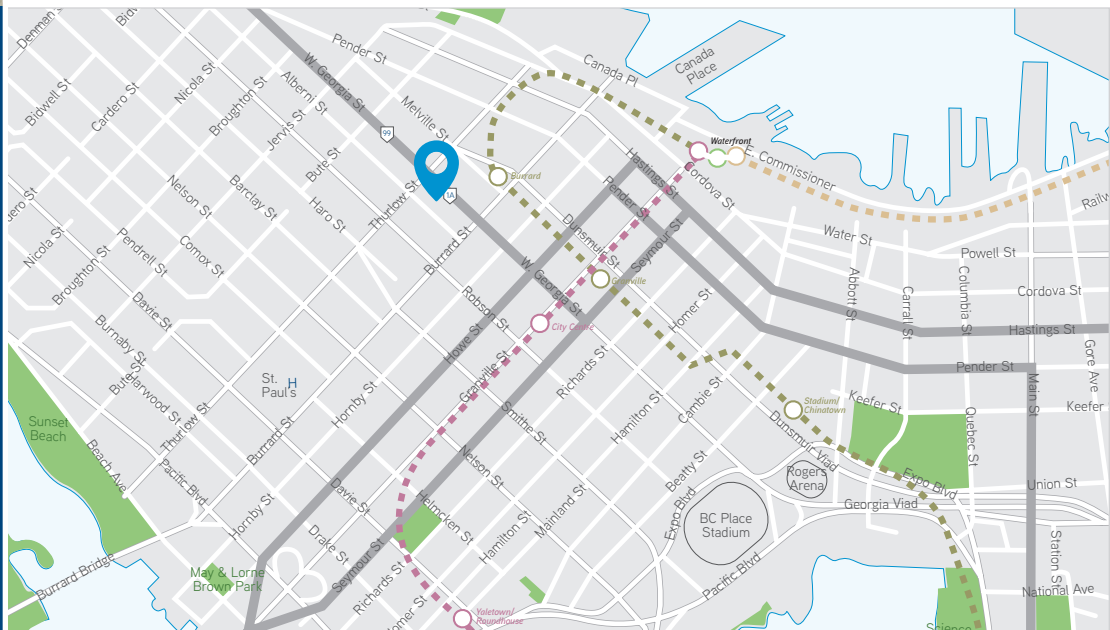 Denman St
Bidw
Pender St
Canada Pl
Canada
Place
W. Georgia St
Nicola St
Alberni St
Bidwell St
Cardero St
Broughton St
Melville St
Jervis St
99
Bute St
Waterfront
E. Commissioner
1A
Burrard
Hastings St
Pender St
Cordova St
Railw
dero St
Nelson St
Barclay St
Haro St
Thurlow St
Dunsmuir St
Seymour St
Water St
Powell St
Nicola St
Pendrell St
Comox St
Burrard St
W. Georgia St
Granville
Broughton St
Abbott St
Columbia St
Carrall St
Cordova St
Davie St
Robson St
Homer St
City Centre
Hastings St
Burnaby St
Howe St
Gore Ave
Bute St
Harwood St
St.
Paul's
H
Granville St
Richards St
Pender St
Main St
Keefer
Hornby St
Hamilton St
Cambie St
Stadium/
Chinatown
Keefer St
Sunset
Beach
Thurlow St
Burrard St
Smithe St
Dunsmuir Viad
Quebec St
Beach Ave
Pacific Blvd
Nelson St
Beatty St
Rogers
Arena
Expo Blvd
Union St
Hornby St
Davie St
Helmcken St
Mainland St
Expo Blvd
BC Place
Stadium
Georgia Viad
Drake St
Hamilton St
Station St
Burrard Bridge
May & Lorne
Brown Park
Seymour St
Richards St
Pacific Blvd
National Ave
omer St
Yaletown/
Roundhouse
Science